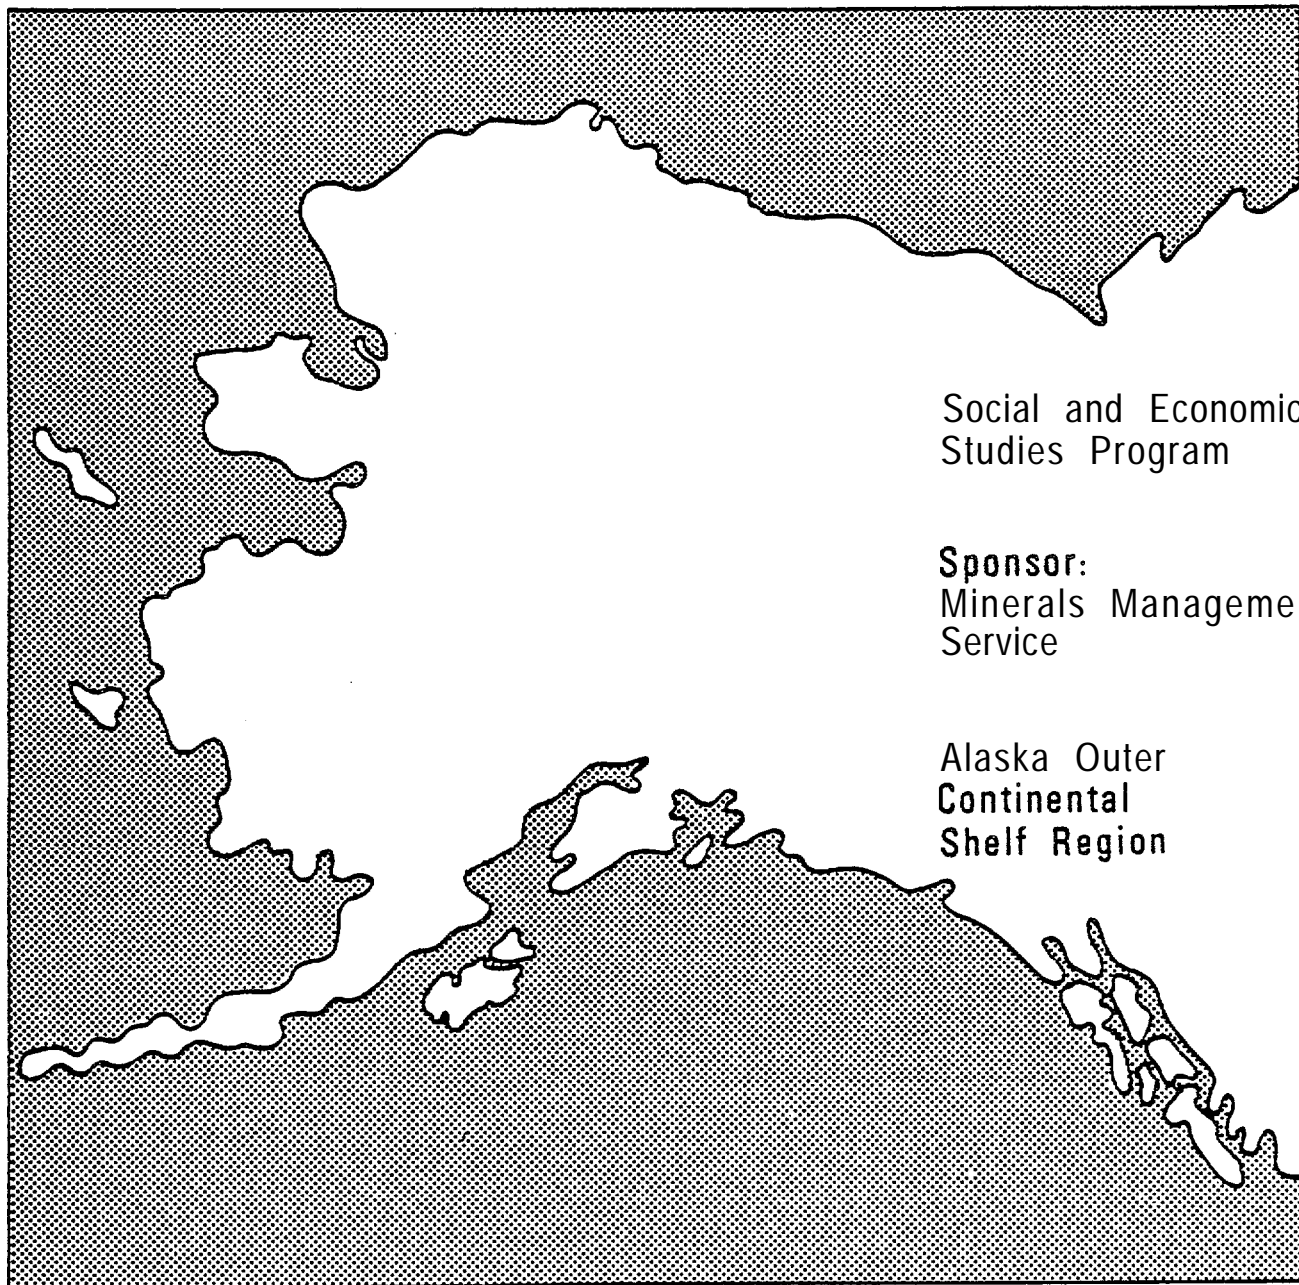 Social and Economic
Studies Program
Sponsor:
Minerals Manageme
Service
Alaska Outer
Continental
Shelf Region